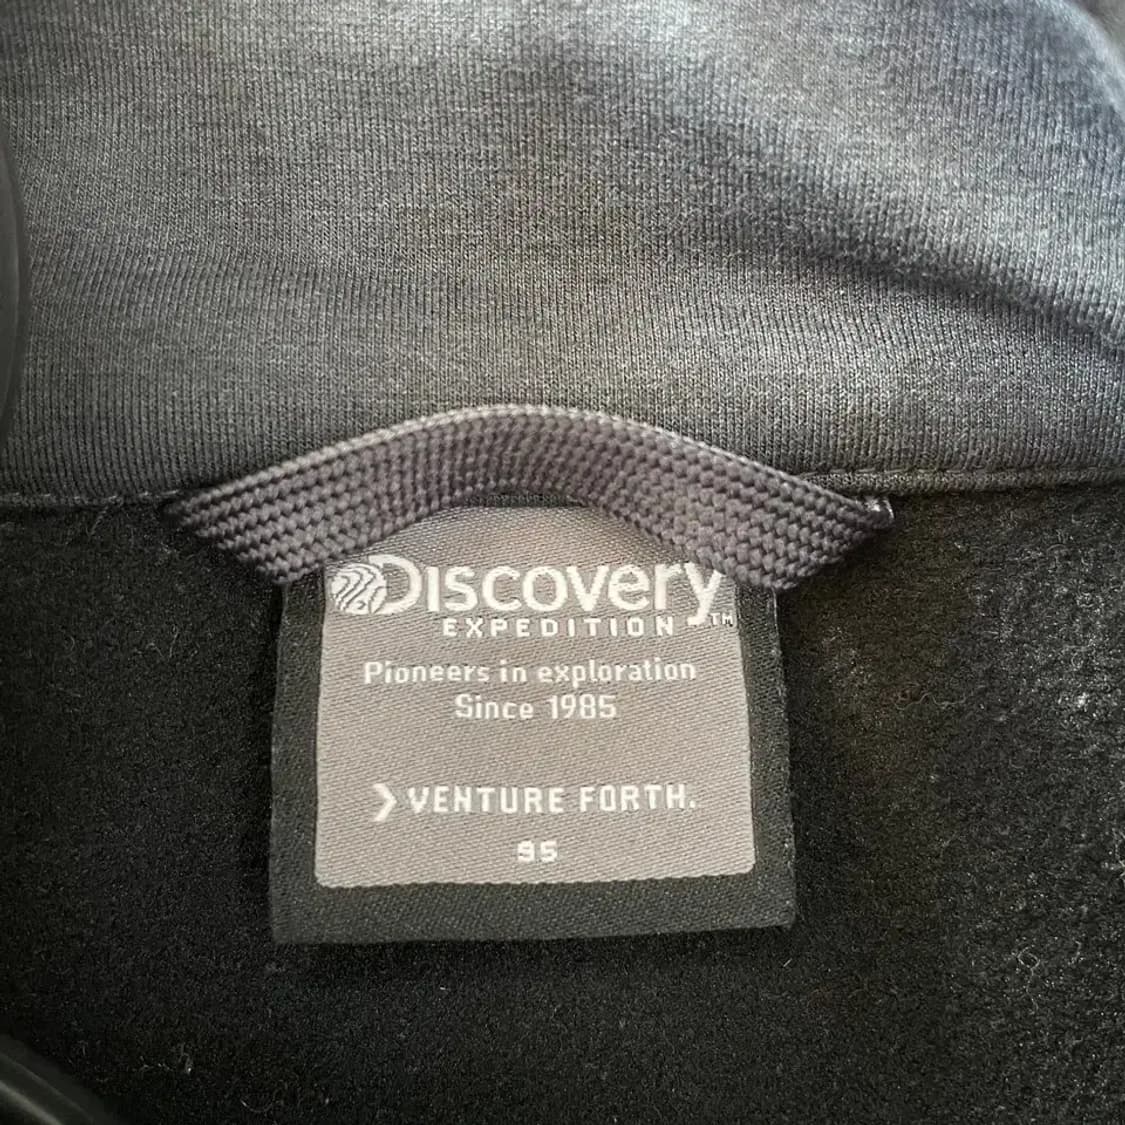 Discovery
EXPEDITION™
Pioneers in exploration
Since 1985
❯ VENTURE FORTH.
95